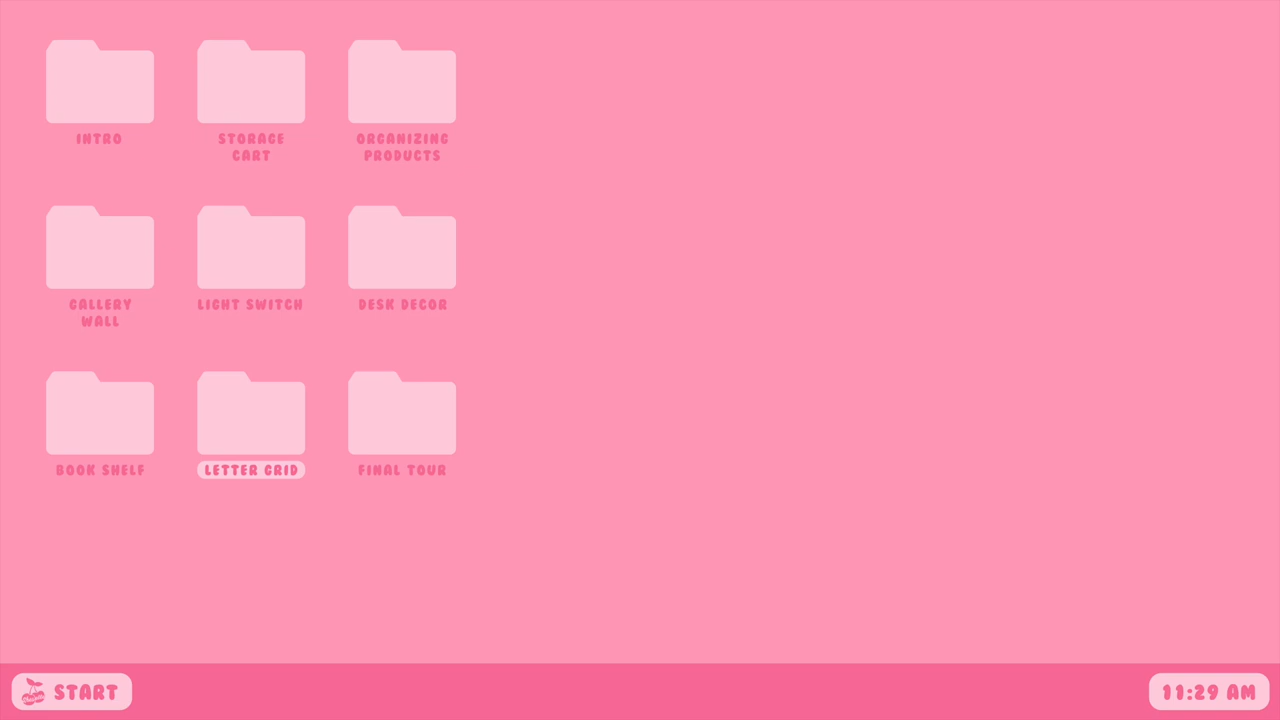 INTRO
STORAGE
CART
ORGANIZING
PRODUCTS
GALLERY
WALL
LIGHT SWITCH
DESK DECOR
BOOK SHELF
LETTER GRID
FINAL TOUR
START
11:29 AM